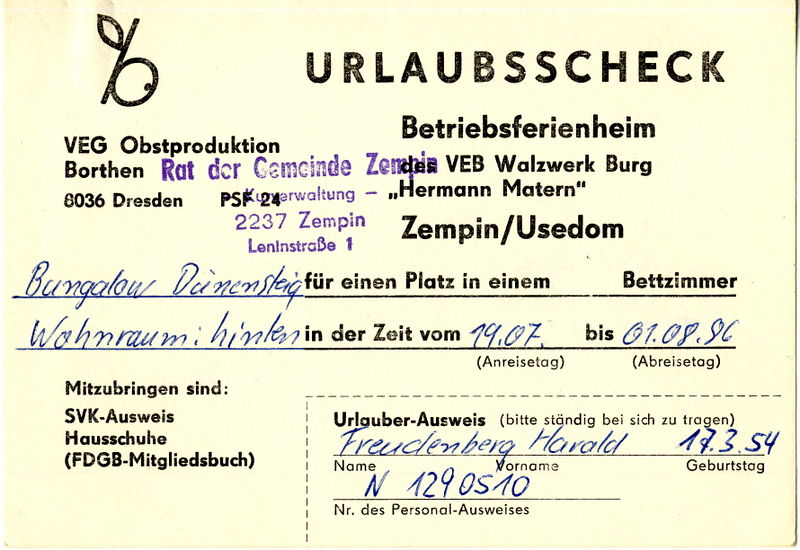 URLAUBSSCHECK
VEG Obstproduktion
Borthen
8036 Dresden PSF 24
Rat der Gemeinde Zempin
Kurverwaltung –
2237 Zempin
Leninstraße 1
Betriebsferienheim
des VEB Walzwerk Burg
„Hermann Matern“
Zempin/Usedom
Bungalow Dünensteig für einen Platz in einem Bettzimmer
Wohnraum: hinten in der Zeit vom 19.07. bis 01.08.86
(Anreisetag) (Abreisetag)
Mitzubringen sind:
SVK-Ausweis
Hausschuhe
(FDGB-Mitgliedsbuch)
Urlauber-Ausweis (bitte ständig bei sich zu tragen)
Freudenberg Harald 17.3.54
Name Vorname Geburtstag
N 1290510
Nr. des Personal-Ausweises